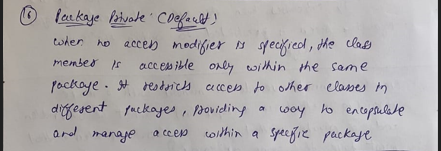 16 Package Private (Default)
when no access modifier is specified, the class
member is accessible only within the same
package. It restricts access to other classes in
different packages, providing a way to encapsulate
and manage access within a specific package